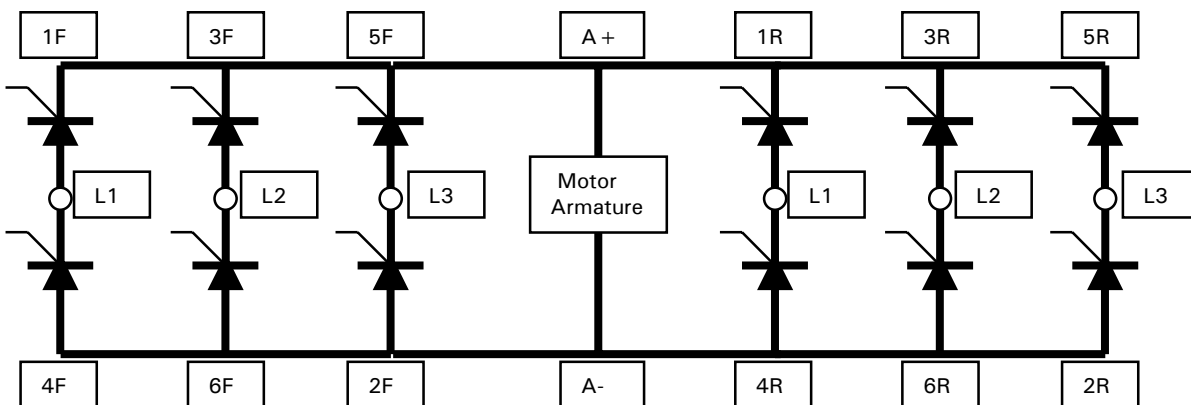 1F 3F 5F A+ 1R 3R 5R
L1 L2 L3 Motor Armature L1 L2 L3
4F 6F 2F A- 4R 6R 2R